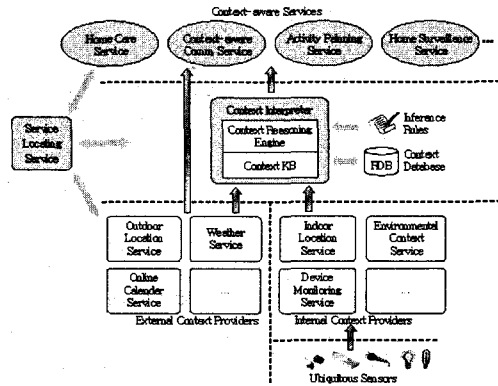 Context-aware Services
Home Care
Service
Context-aware
Comm. Service
Activity Planning
Service
Home Surveillance
Service
...
Service
Locating
Service
Context Interpreter
Context Reasoning
Engine
Context KB
Inference
Rules
RDB
Context
Database
Outdoor
Location
Service
Weather
Service
Indoor
Location
Service
Environmental
Context Service
Online
Calender
Service
...
Device
Monitoring
Service
...
External Context Providers
Internal Context Providers
Ubiquitous Sensors